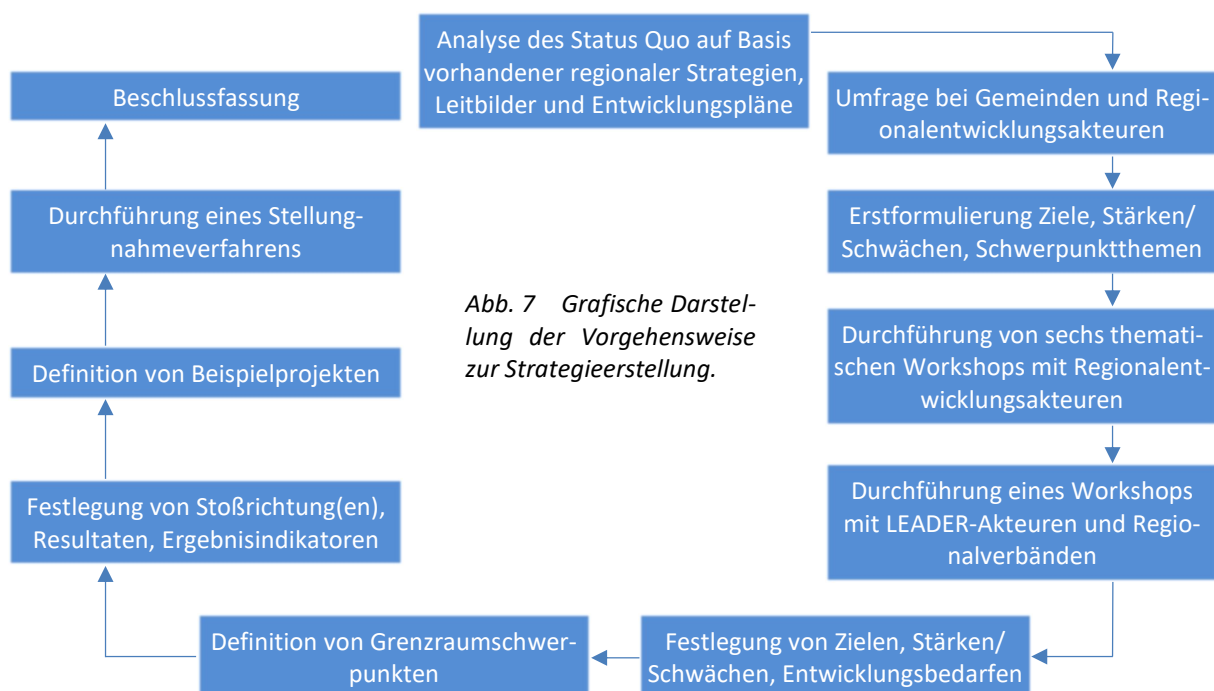 Analyse des Status Quo auf Basis
vorhandener regionaler Strategien,
Leitbilder und Entwicklungspläne
Umfrage bei Gemeinden und Regi-
onalentwicklungsakteuren
Erstformulierung Ziele, Stärken/
Schwächen, Schwerpunktthemen
Durchführung von sechs themati-
schen Workshops mit Regionalent-
wicklungsakteuren
Durchführung eines Workshops
mit LEADER-Akteuren und Regio-
nalverbänden
Festlegung von Zielen, Stärken/
Schwächen, Entwicklungsbedarfen
Definition von Grenzraumschwer-
punkten
Festlegung von Stoßrichtung(en),
Resultaten, Ergebnisindikatoren
Definition von Beispielprojekten
Durchführung eines Stellung-
nahmeverfahrens
Beschlussfassung
Abb. 7 Grafische Darstel-
lung der Vorgehensweise
zur Strategieerstellung.